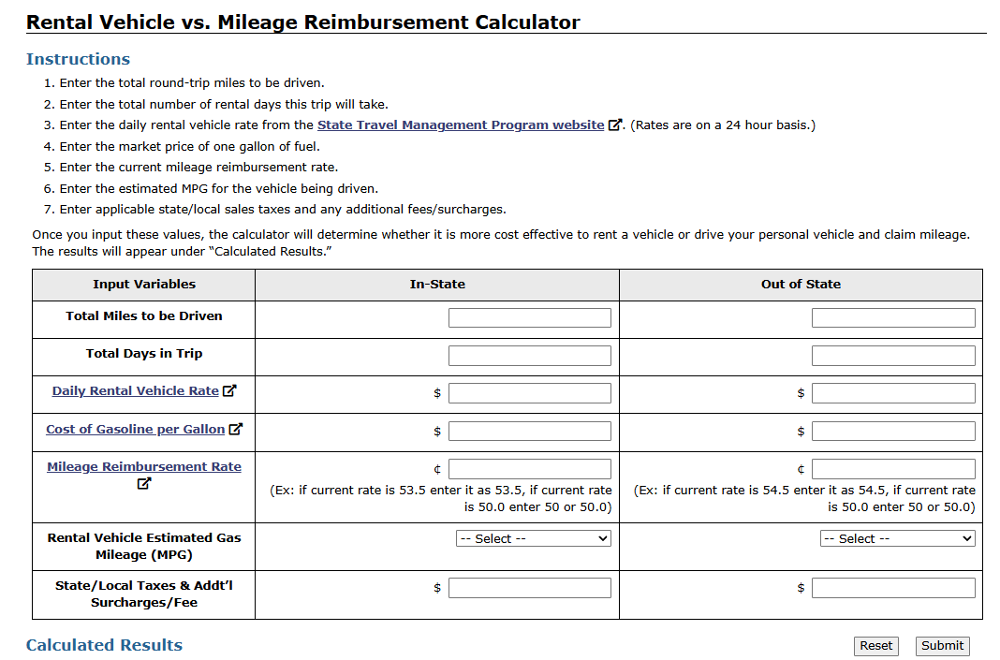 Rental Vehicle vs. Mileage Reimbursement Calculator
Instructions
1. Enter the total round-trip miles to be driven.
2. Enter the total number of rental days this trip will take.
3. Enter the daily rental vehicle rate from the State Travel Management Program website. (Rates are on a 24 hour basis.)
4. Enter the market price of one gallon of fuel.
5. Enter the current mileage reimbursement rate.
6. Enter the estimated MPG for the vehicle being driven.
7. Enter applicable state/local sales taxes and any additional fees/surcharges.
Once you input these values, the calculator will determine whether it is more cost effective to rent a vehicle or drive your personal vehicle and claim mileage.
The results will appear under “Calculated Results.”
Input Variables In-State Out of State
Total Miles to be Driven
Total Days in Trip
Daily Rental Vehicle Rate $ $
Cost of Gasoline per Gallon $ $
Mileage Reimbursement Rate ¢ ¢
(Ex: if current rate is 53.5 enter it as 53.5, if current rate (Ex: if current rate is 54.5 enter it as 54.5, if current rate
is 50.0 enter 50 or 50.0) is 50.0 enter 50 or 50.0)
Rental Vehicle Estimated Gas -- Select -- -- Select --
Mileage (MPG)
State/Local Taxes & Addt’l $ $
Surcharges/Fee
Calculated Results Reset Submit